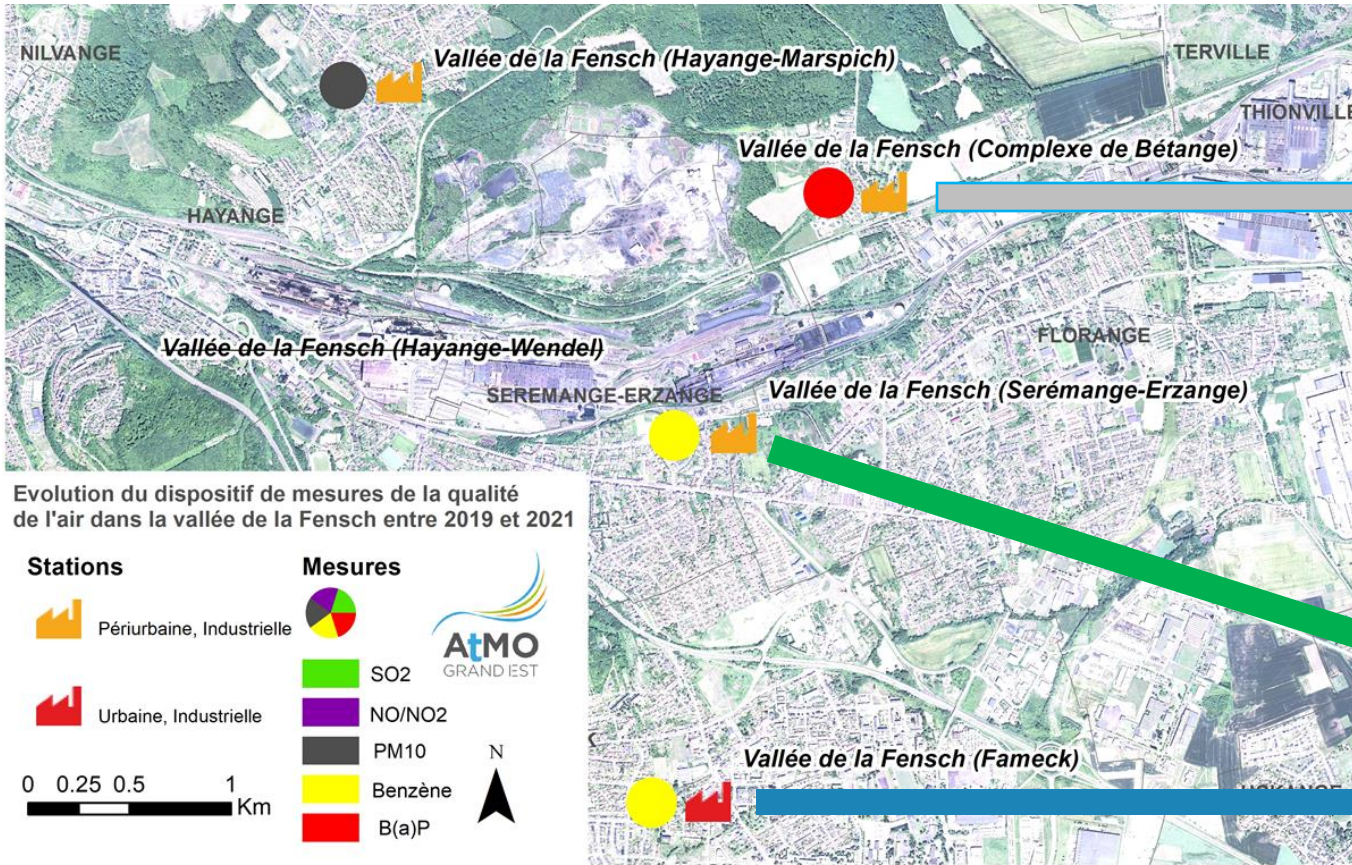 NILVANGE
Vallée de la Fensch (Hayange-Marspich)
TERVILLE
THIONVILLE
Vallée de la Fensch (Complexe de Bétange)
HAYANGE
Vallée de la Fensch (Hayange-Wendel)
FLORANGE
SEREMANGE-ERZANGE
Vallée de la Fensch (Serémange-Erzange)
Evolution du dispositif de mesures de la qualité
de l'air dans la vallée de la Fensch entre 2019 et 2021
Stations
Mesures
Périurbaine, Industrielle
AtMO
GRAND EST
SO2
Urbaine, Industrielle
NO/NO2
PM10
N
Benzène
B(a)P
0 0.25 0.5 1
Km
Vallée de la Fensch (Fameck)